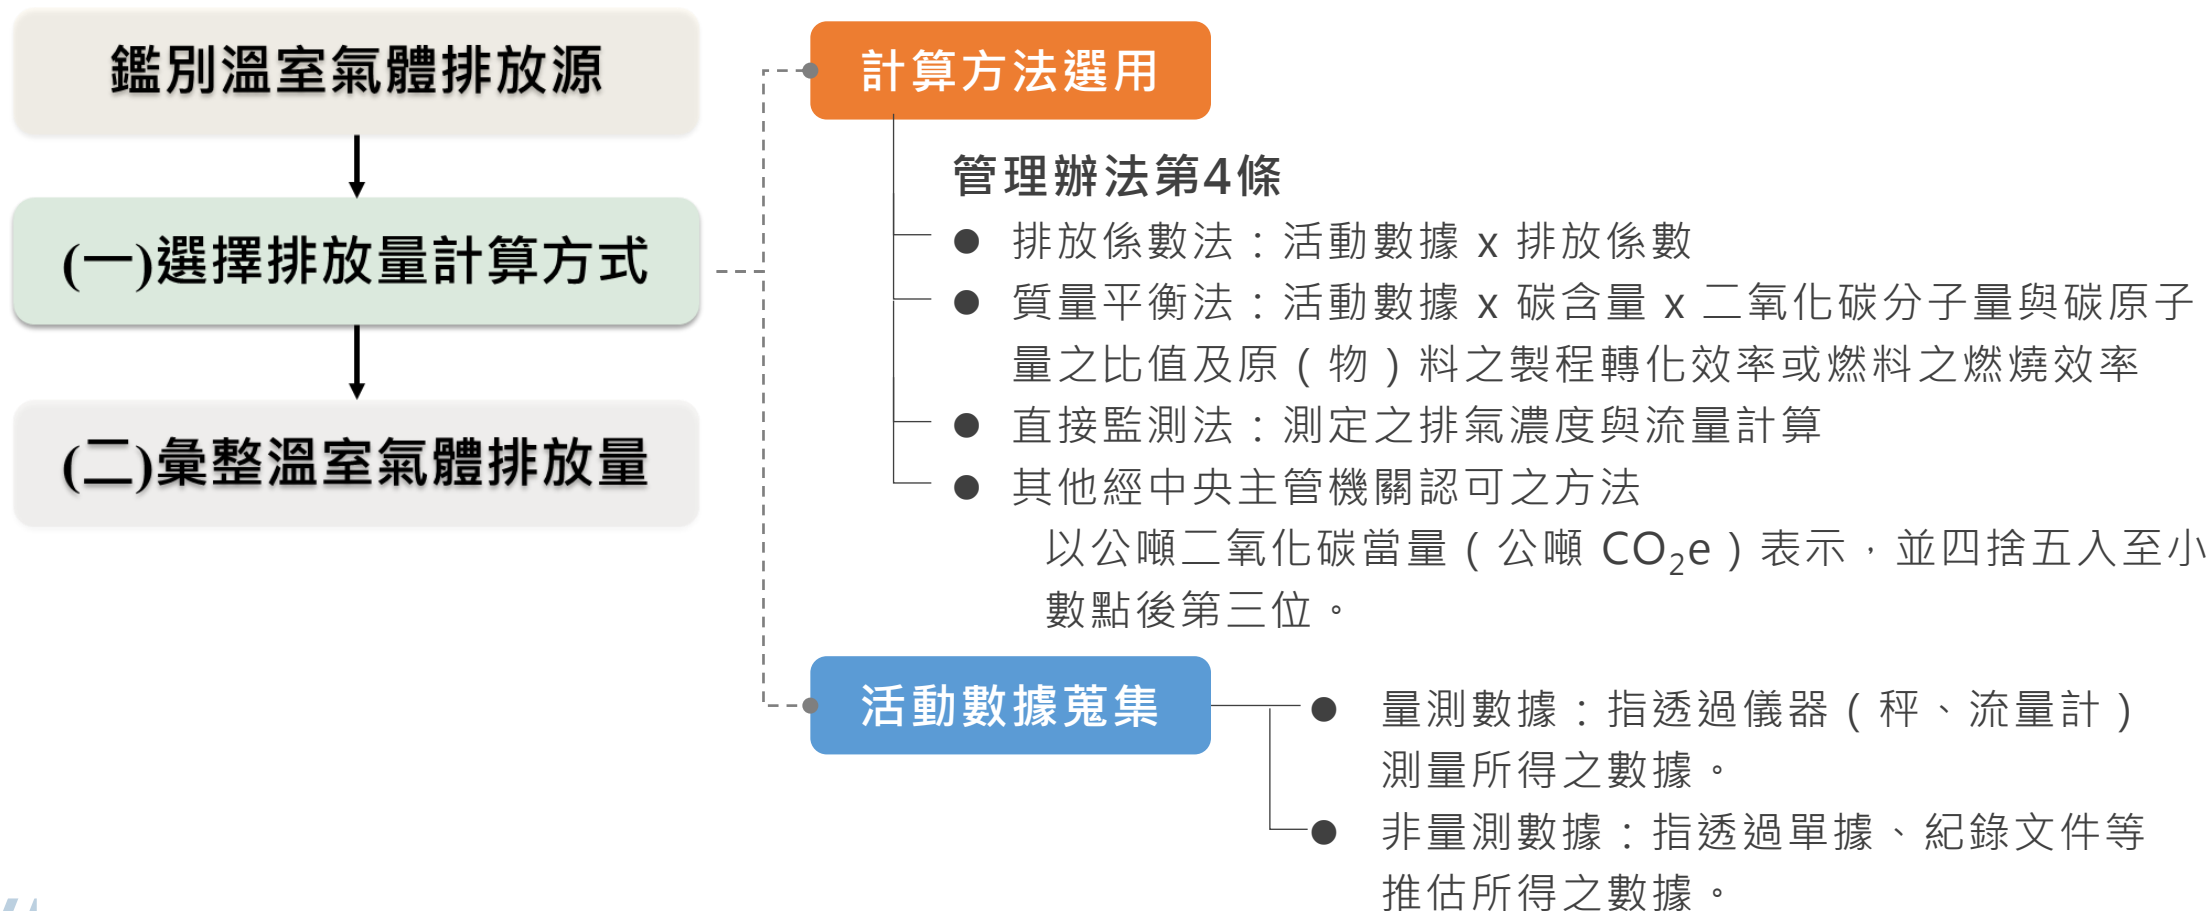 鑑別溫室氣體排放源
(一)選擇排放量計算方式
(二)彙整溫室氣體排放量
計算方法選用
管理辦法第4條
● 排放係數法：活動數據 x 排放係數
● 質量平衡法：活動數據 x 碳含量 x 二氧化碳分子量與碳原子
量之比值及原（物）料之製程轉化效率或燃料之燃燒效率
● 直接監測法：測定之排氣濃度與流量計算
● 其他經中央主管機關認可之方法
以公噸二氧化碳當量（公噸 CO₂e）表示，並四捨五入至小
數點後第三位。
活動數據蒐集
● 量測數據：指透過儀器（秤、流量計）
測量所得之數據。
● 非量測數據：指透過單據、紀錄文件等
推估所得之數據。